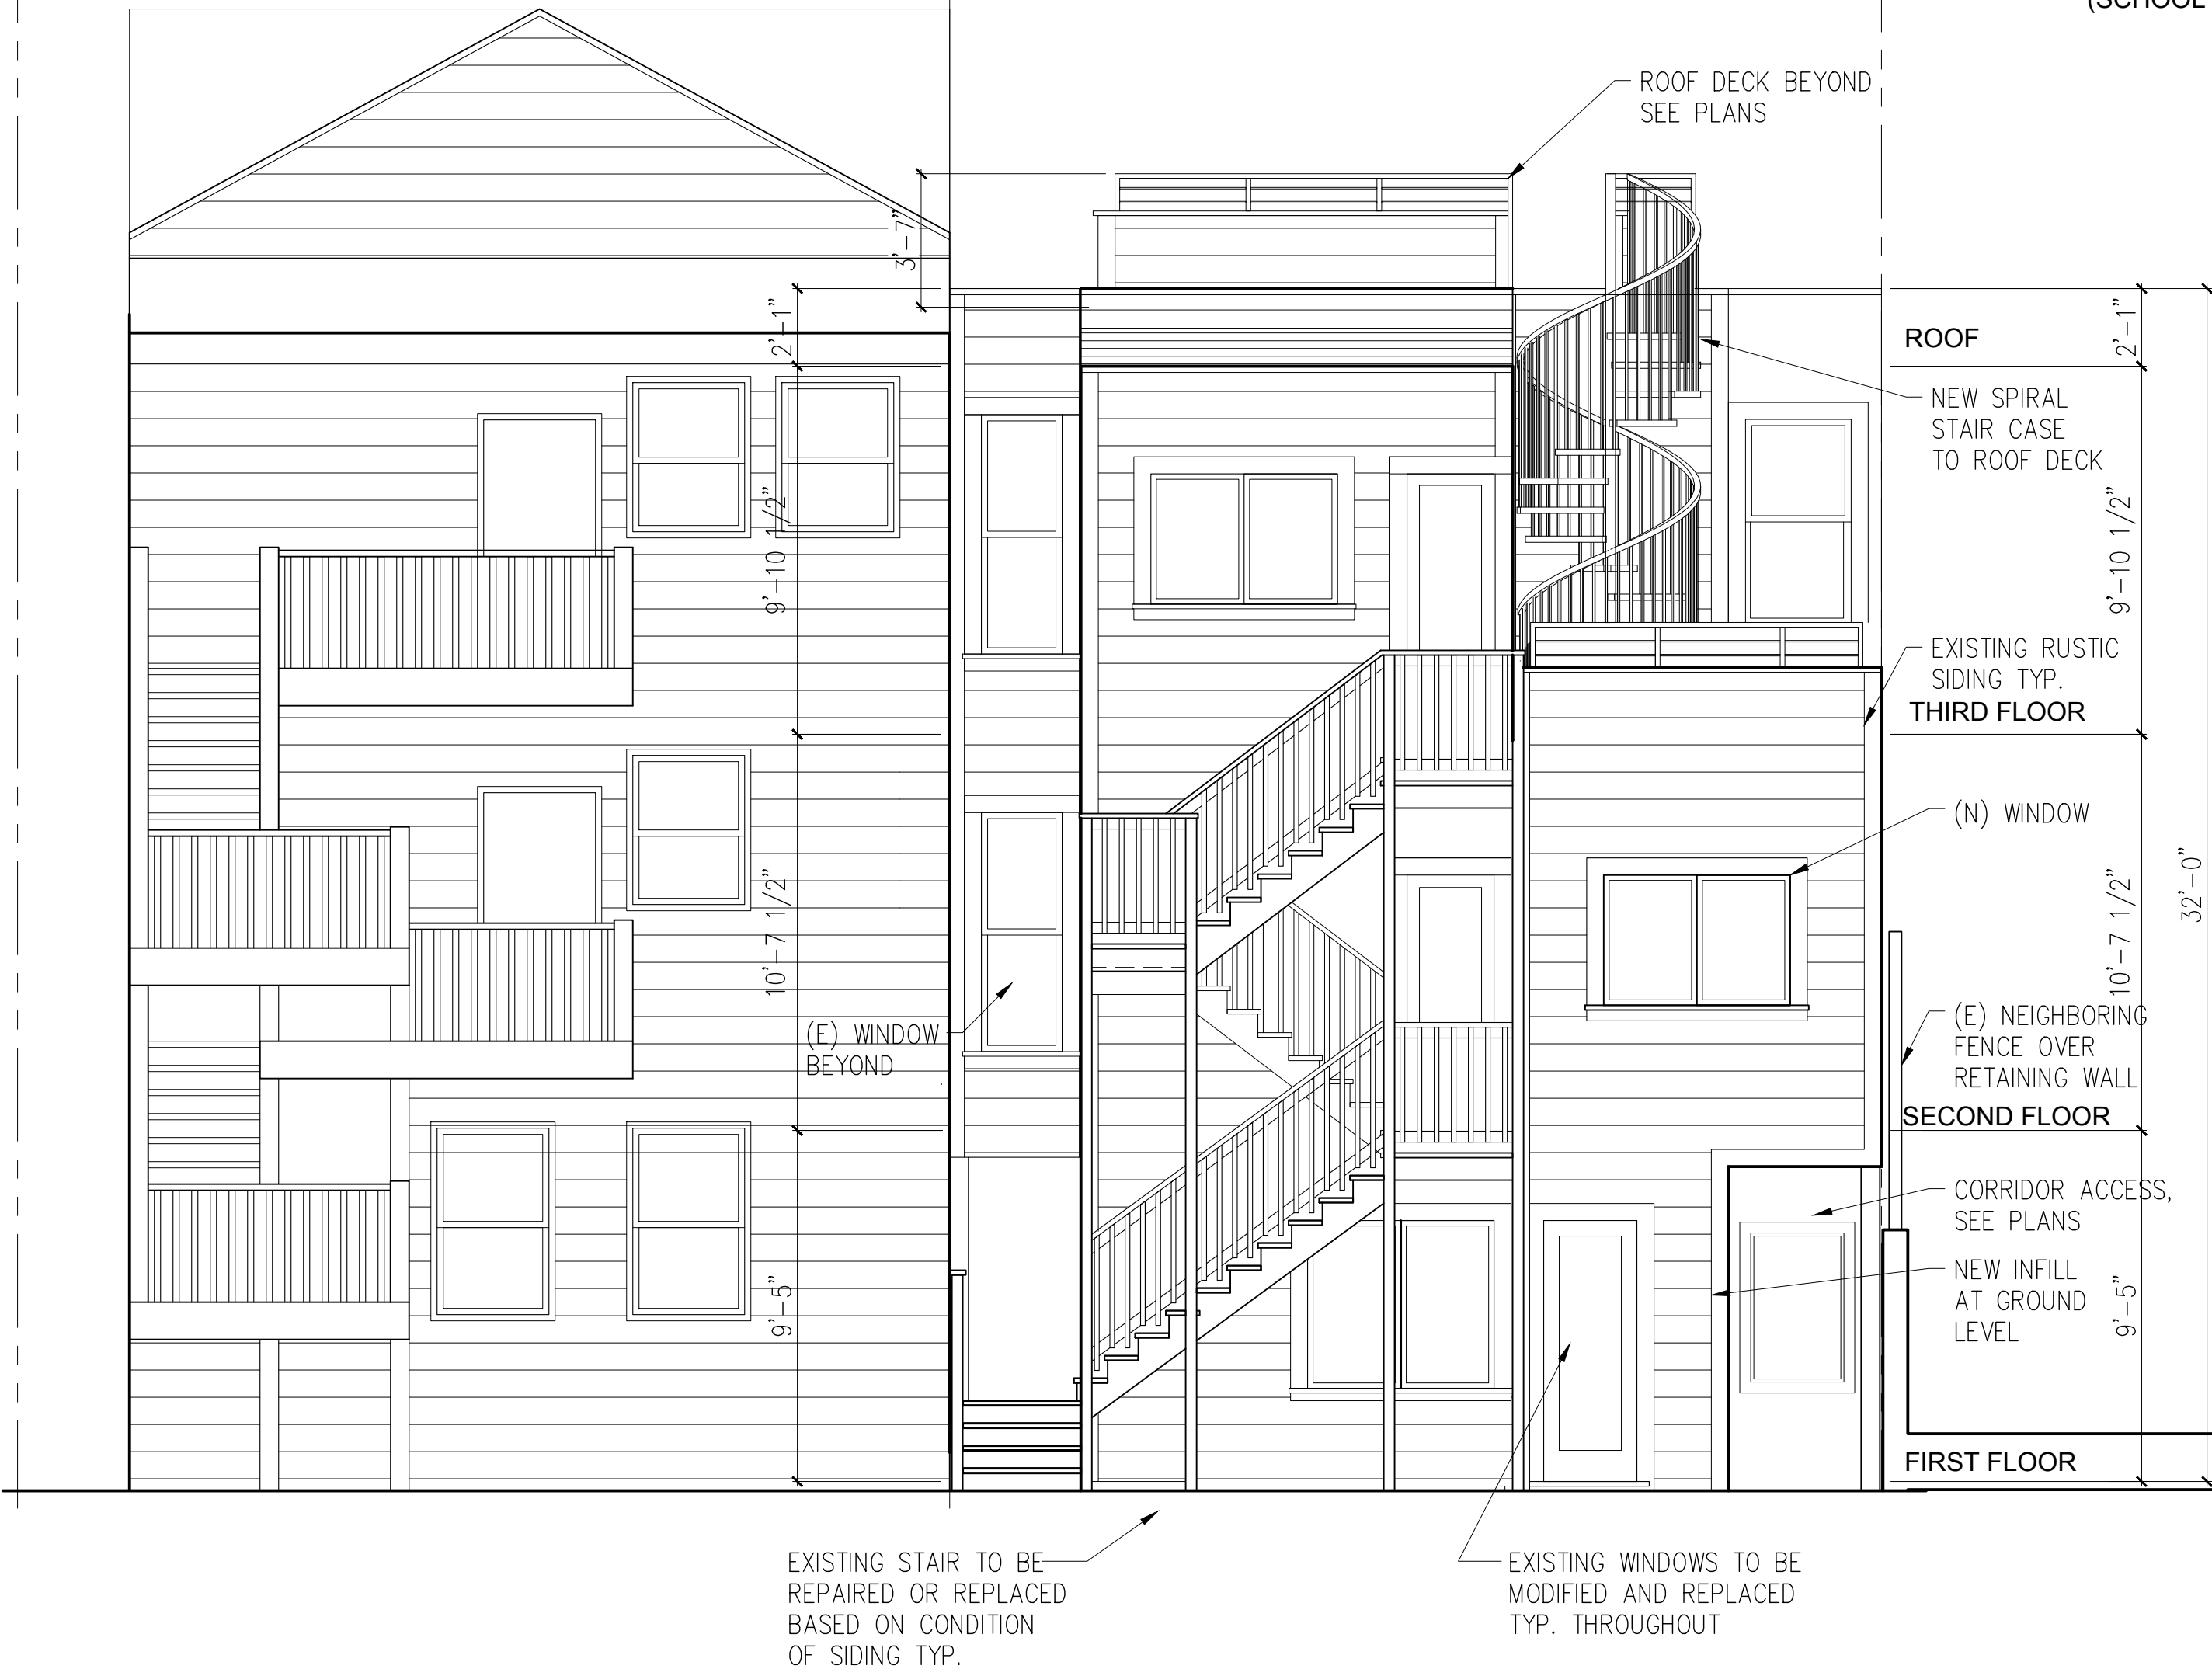 (SCHOOL
ROOF DECK BEYOND
SEE PLANS
3'-7"
2'-1"
2'-1"
ROOF
NEW SPIRAL
STAIR CASE
TO ROOF DECK
9'-10 1/2"
9'-10 1/2"
EXISTING RUSTIC
SIDING TYP.
THIRD FLOOR
(N) WINDOW
10'-7 1/2"
10'-7 1/2"
32'-0"
(E) WINDOW
BEYOND
(E) NEIGHBORING
FENCE OVER
RETAINING WALL
SECOND FLOOR
CORRIDOR ACCESS,
SEE PLANS
NEW INFILL
AT GROUND
LEVEL
9'-5"
9'-5"
FIRST FLOOR
EXISTING STAIR TO BE
REPAIRED OR REPLACED
BASED ON CONDITION
OF SIDING TYP.
EXISTING WINDOWS TO BE
MODIFIED AND REPLACED
TYP. THROUGHOUT